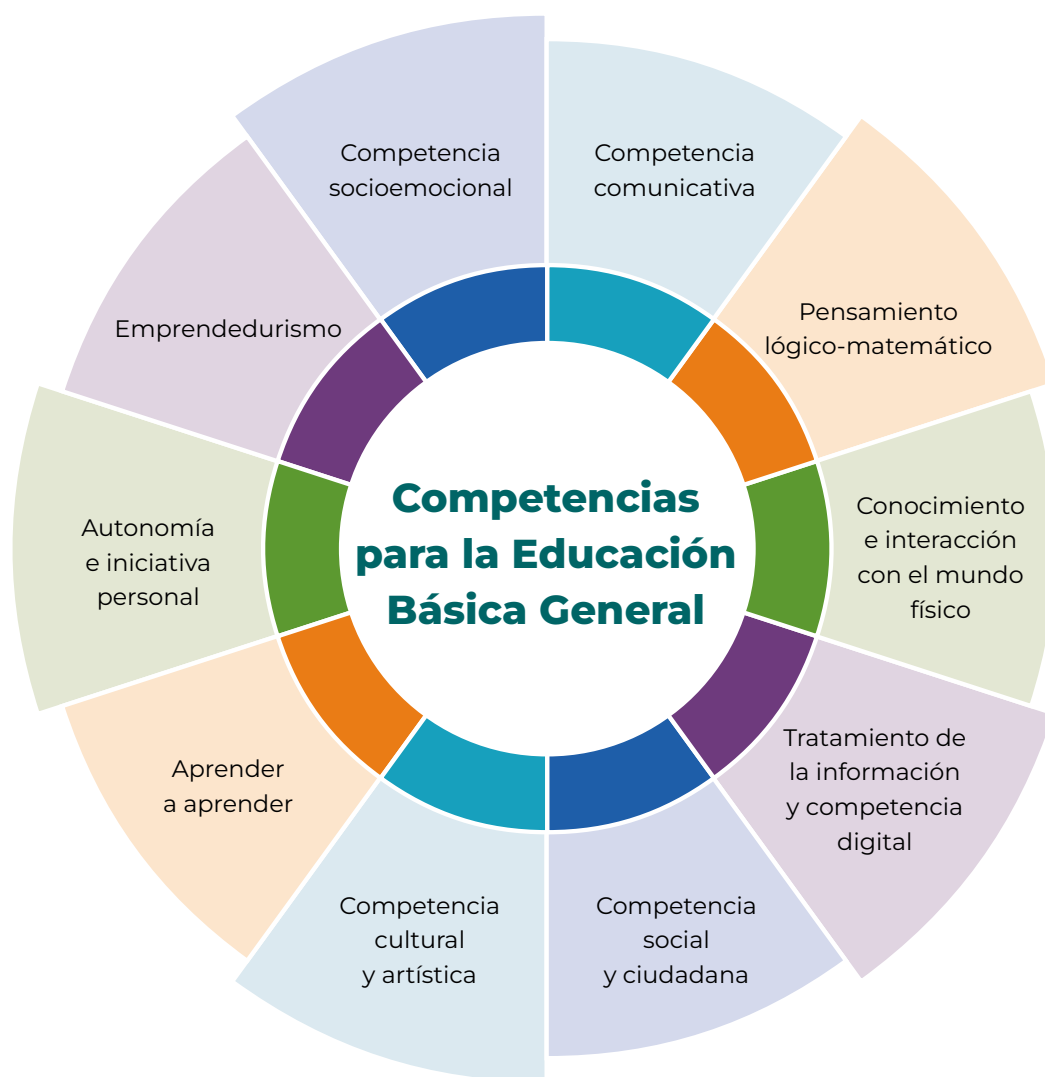 Competencias
para la Educación
Básica General
Competencia
comunicativa
Pensamiento
lógico-matemático
Conocimiento
e interacción
con el mundo
físico
Tratamiento de
la información
y competencia
digital
Competencia
social
y ciudadana
Competencia
cultural
y artística
Aprender
a aprender
Autonomía
e iniciativa
personal
Emprendedurismo
Competencia
socioemocional